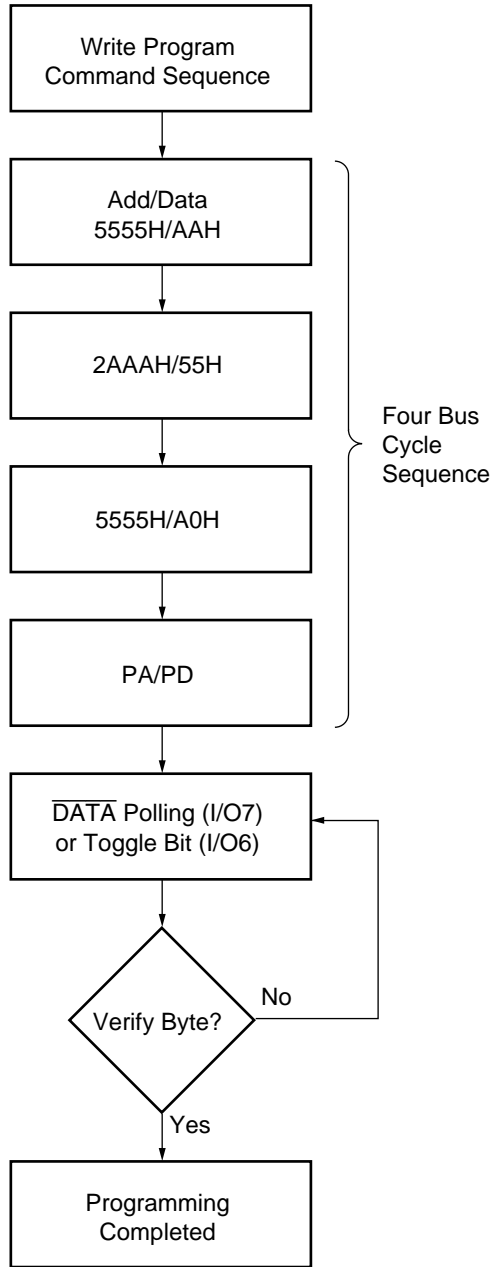 Write Program
Command Sequence
Add/Data
5555H/AAH
2AAAH/55H
5555H/A0H
PA/PD
Four Bus
Cycle
Sequence
DATA Polling (I/O7)
or Toggle Bit (I/O6)
Verify Byte?
No
Yes
Programming
Completed